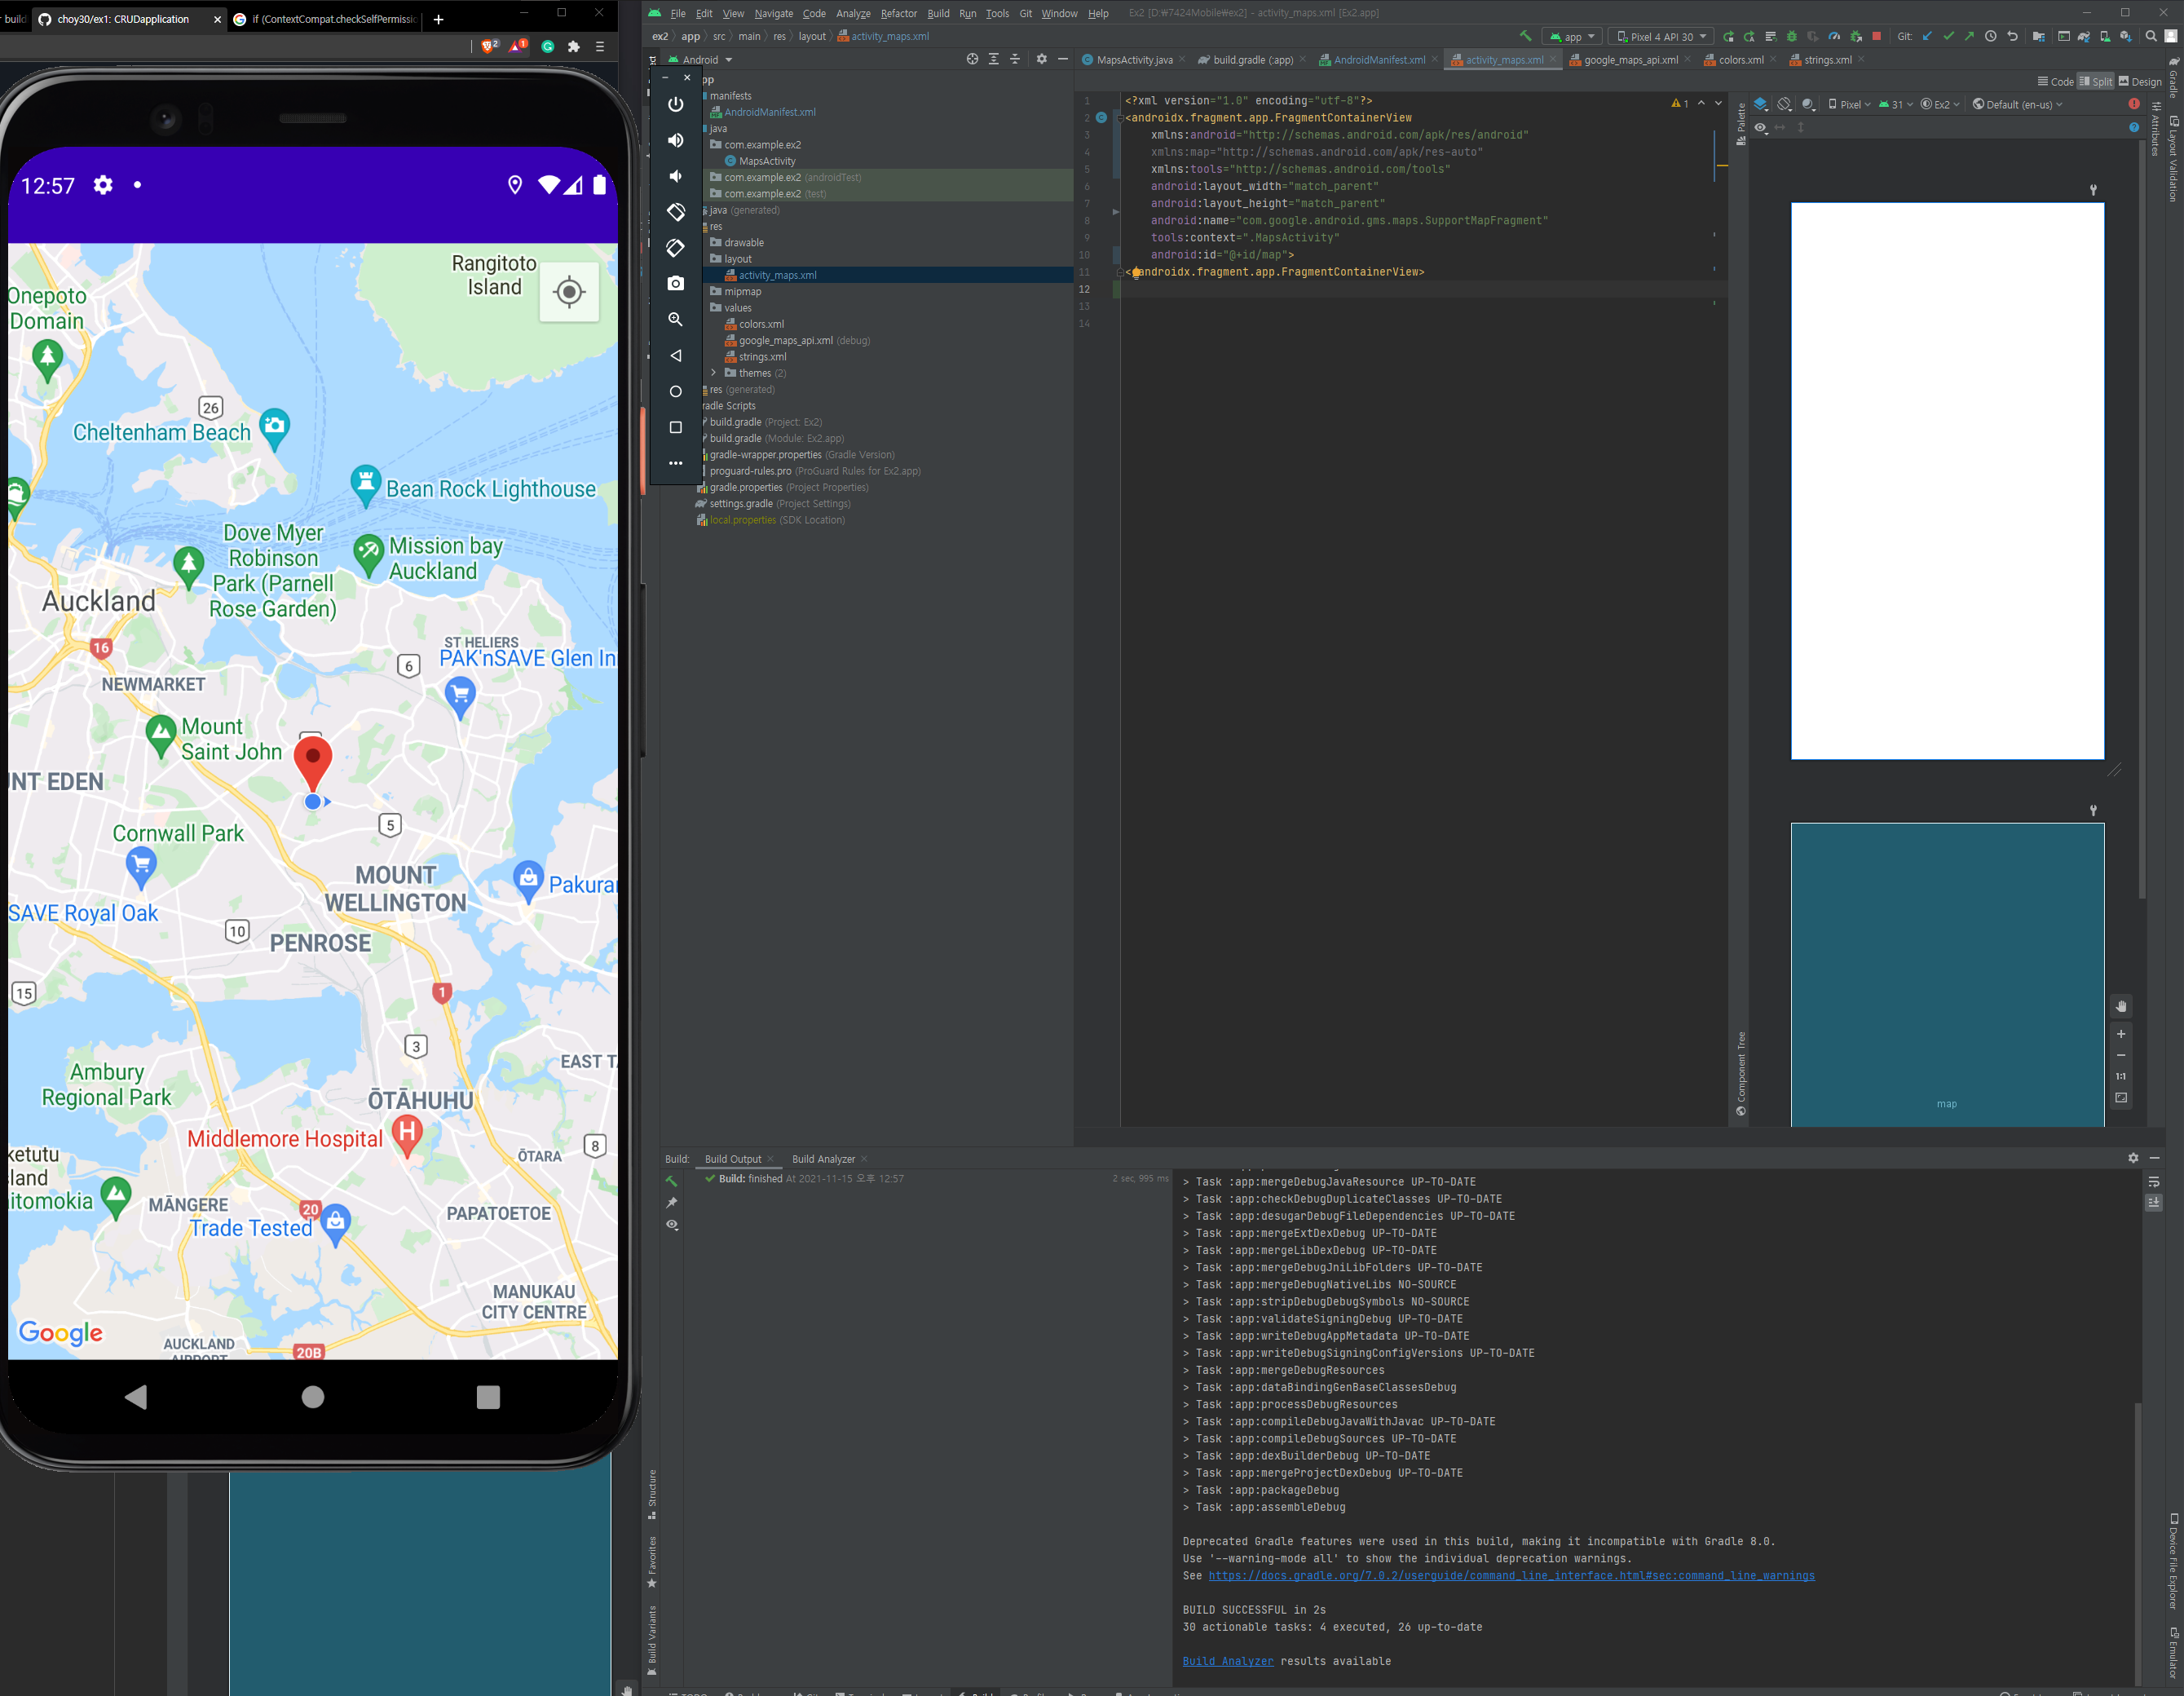 build
choy30/ex1: CRUDapplication
if (ContextCompat.checkSelfPermissio
12:57
Rangitoto
Island
Onepoto
Domain
26
Cheltenham Beach
Bean Rock Lighthouse
Dove Myer
Robinson
Park (Parnell
Rose Garden)
Mission bay
Auckland
Auckland
16
ST HELIERS
6
PAK'nSAVE Glen In
NEWMARKET
Mount
Saint John
UNT EDEN
5
Cornwall Park
MOUNT
WELLINGTON
Pakuran
SAVE Royal Oak
10
PENROSE
15
1
3
EAST T
Ambury
Regional Park
ŌTĀHUHU
Middlemore Hospital
H
8
ketutu
sland
itomokia
ŌTARA
MĀNGERE
20
Trade Tested
PAPATOETOE
MANUKAU
CITY CENTRE
Google
AUCKLAND
AIRPORT
20B
File Edit View Navigate Code Analyze Refactor Build Run Tools Git Window Help Ex2 [D:₩7424Mobile₩ex2] - activity_maps.xml [Ex2.app]
ex2 app src main res layout activity_maps.xml
app Pixel 4 API 30 Git:
Android
MapsActivity.java build.gradle (:app) AndroidManifest.xml activity_maps.xml google_maps_api.xml colors.xml strings.xml
Code Split Design
pp
manifests
AndroidManifest.xml
java
com.example.ex2
MapsActivity
com.example.ex2 (androidTest)
com.example.ex2 (test)
java (generated)
res
drawable
layout
activity_maps.xml
mipmap
values
colors.xml
google_maps_api.xml (debug)
strings.xml
themes (2)
res (generated)
radle Scripts
build.gradle (Project: Ex2)
build.gradle (Module: Ex2.app)
gradle-wrapper.properties (Gradle Version)
proguard-rules.pro (ProGuard Rules for Ex2.app)
gradle.properties (Project Properties)
settings.gradle (Project Settings)
local.properties (SDK Location)
1 <?xml version="1.0" encoding="utf-8"?>
2 <androidx.fragment.app.FragmentContainerView
3 xmlns:android="http://schemas.android.com/apk/res/android"
4 xmlns:map="http://schemas.android.com/apk/res-auto"
5 xmlns:tools="http://schemas.android.com/tools"
6 android:layout_width="match_parent"
7 android:layout_height="match_parent"
8 android:name="com.google.android.gms.maps.SupportMapFragment"
9 tools:context=".MapsActivity"
10 android:id="@+id/map">
11 <androidx.fragment.app.FragmentContainerView>
12
13
14
1
Palette
Pixel 31 Ex2 Default (en-us)
Gradle
Attributes
Layout Validation
Component Tree
map
1:1
Build: Build Output Build Analyzer
Build: finished At 2021-11-15 오후 12:57 2 sec, 995 ms
> Task :app:mergeDebugJavaResource UP-TO-DATE
> Task :app:checkDebugDuplicateClasses UP-TO-DATE
> Task :app:desugarDebugFileDependencies UP-TO-DATE
> Task :app:mergeExtDexDebug UP-TO-DATE
> Task :app:mergeLibDexDebug UP-TO-DATE
> Task :app:mergeDebugJniLibFolders UP-TO-DATE
> Task :app:mergeDebugNativeLibs NO-SOURCE
> Task :app:stripDebugDebugSymbols NO-SOURCE
> Task :app:validateSigningDebug UP-TO-DATE
> Task :app:writeDebugAppMetadata UP-TO-DATE
> Task :app:writeDebugSigningConfigVersions UP-TO-DATE
> Task :app:mergeDebugResources
> Task :app:dataBindingGenBaseClassesDebug
> Task :app:processDebugResources
> Task :app:compileDebugJavaWithJavac UP-TO-DATE
> Task :app:compileDebugSources UP-TO-DATE
> Task :app:dexBuilderDebug UP-TO-DATE
> Task :app:mergeProjectDexDebug UP-TO-DATE
> Task :app:packageDebug
> Task :app:assembleDebug
Deprecated Gradle features were used in this build, making it incompatible with Gradle 8.0.
Use '--warning-mode all' to show the individual deprecation warnings.
See https://docs.gradle.org/7.0.2/userguide/command_line_interface.html#sec:command_line_warnings
BUILD SUCCESSFUL in 2s
30 actionable tasks: 4 executed, 26 up-to-date
Build Analyzer results available
Structure
Favorites
Build Variants
Device File Explorer
Emulator